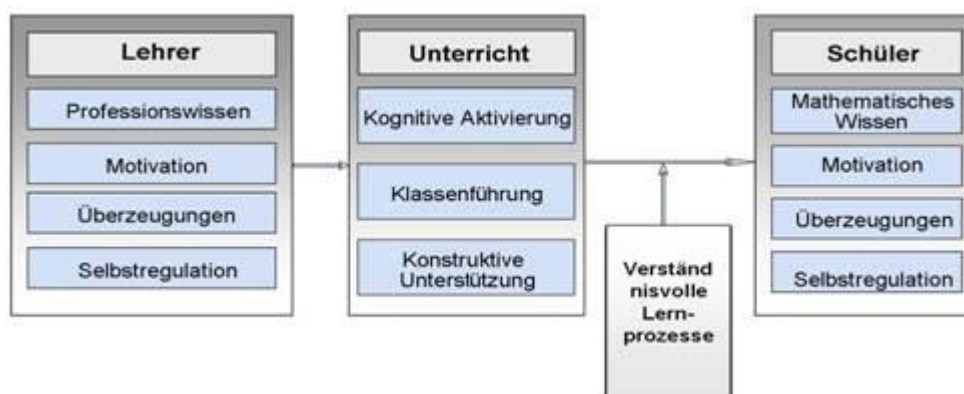 Lehrer
Professionswissen
Motivation
Überzeugungen
Selbstregulation
Unterricht
Kognitive Aktivierung
Klassenführung
Konstruktive
Unterstützung
Verständ
nisvolle
Lern-
prozesse
Schüler
Mathematisches
Wissen
Motivation
Überzeugungen
Selbstregulation